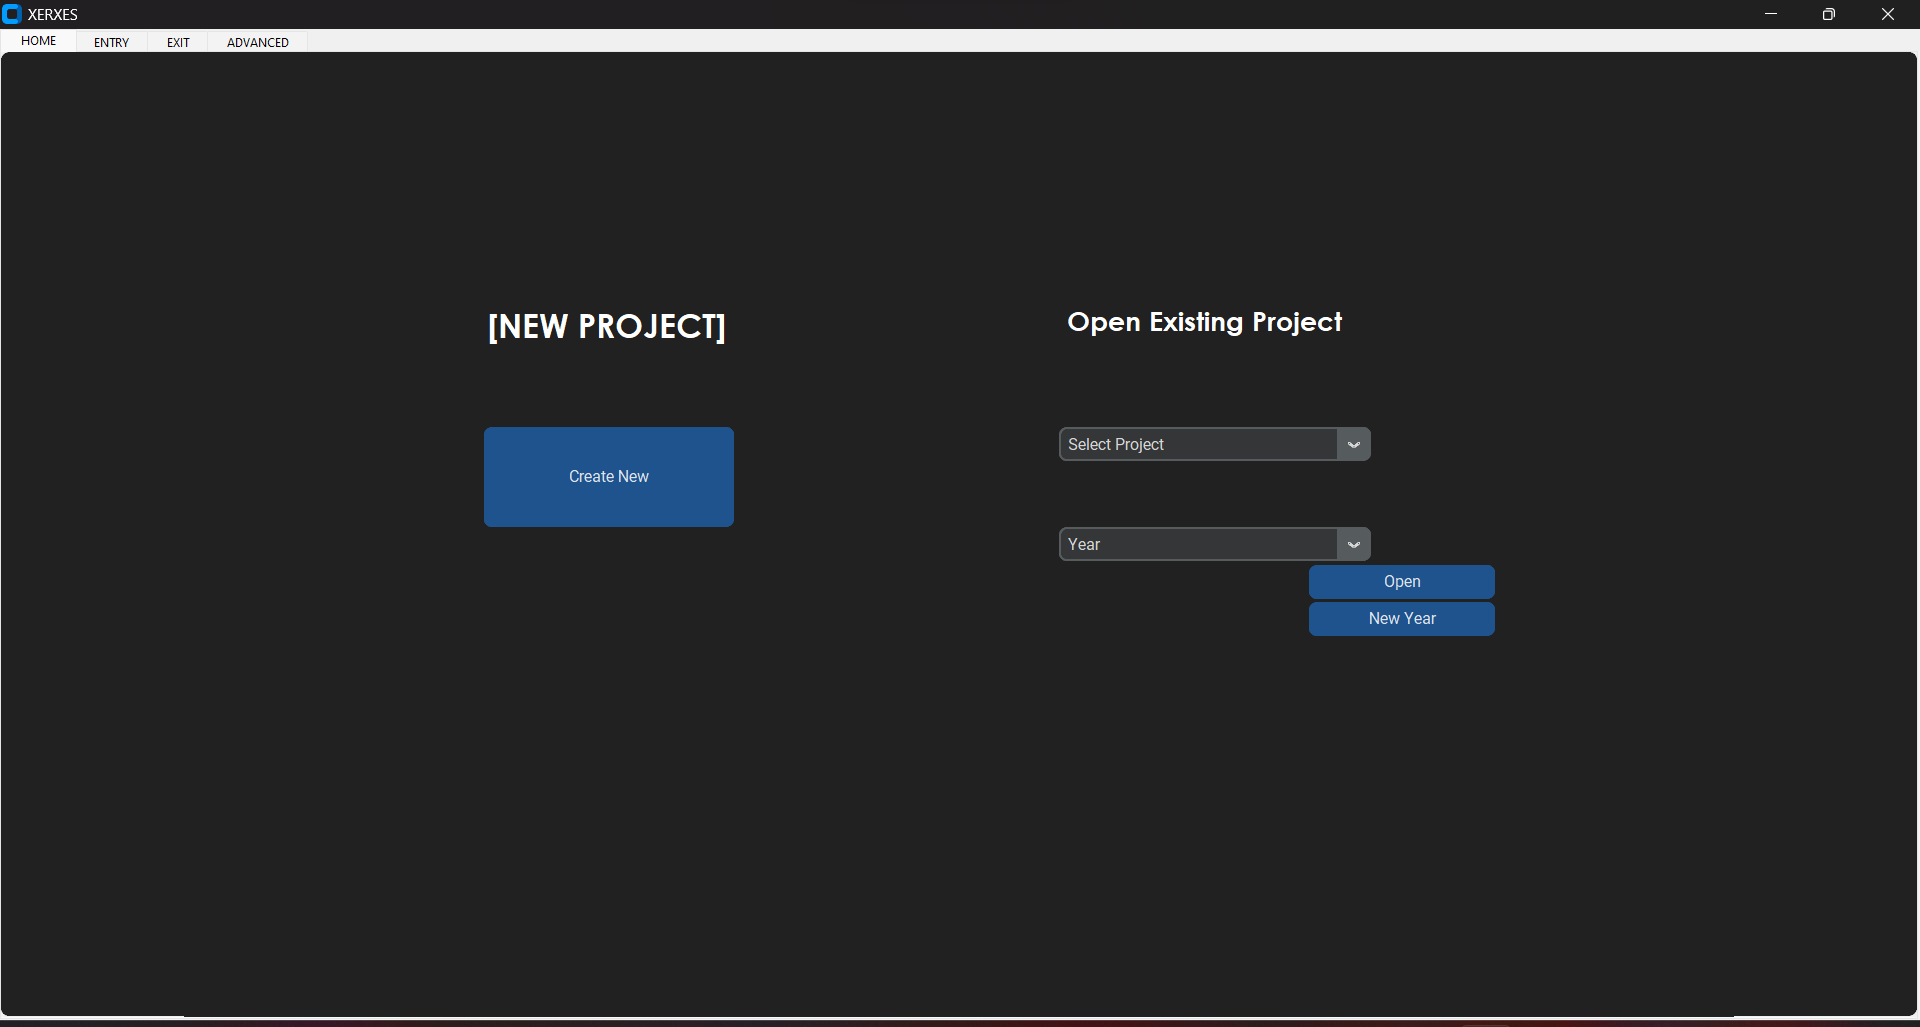 XERXES
HOME ENTRY EXIT ADVANCED
[NEW PROJECT]
Create New
Open Existing Project
Select Project
Year
Open
New Year